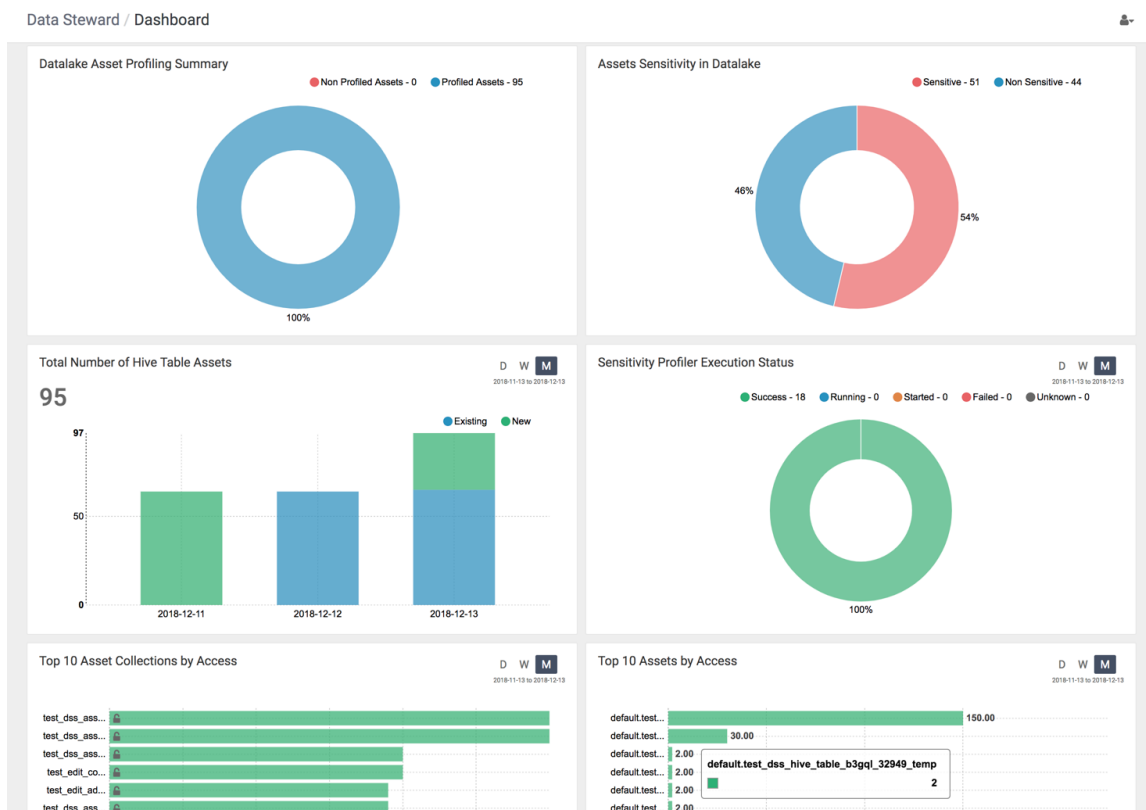 Data Steward / Dashboard
Datalake Asset Profiling Summary
Non Profiled Assets - 0 Profiled Assets - 95
100%
Assets Sensitivity in Datalake
Sensitive - 51 Non Sensitive - 44
46%
54%
Total Number of Hive Table Assets
D W M
2018-11-13 to 2018-12-13
95
Existing New
97
50
0
2018-12-11 2018-12-12 2018-12-13
Sensitivity Profiler Execution Status
D W M
2018-11-13 to 2018-12-13
Success - 18 Running - 0 Started - 0 Failed - 0 Unknown - 0
100%
Top 10 Asset Collections by Access
D W M
2018-11-13 to 2018-12-13
test_dss_ass...
test_dss_ass...
test_dss_ass...
test_edit_co...
test_edit_ad...
test_dss_ass...
Top 10 Assets by Access
D W M
2018-11-13 to 2018-12-13
default.test... 150.00
default.test... 30.00
default.test... 2.00
default.test... 2.00
default.test... 2.00
default.test... 2.00
default.test_dss_hive_table_b3gql_32949_temp
2